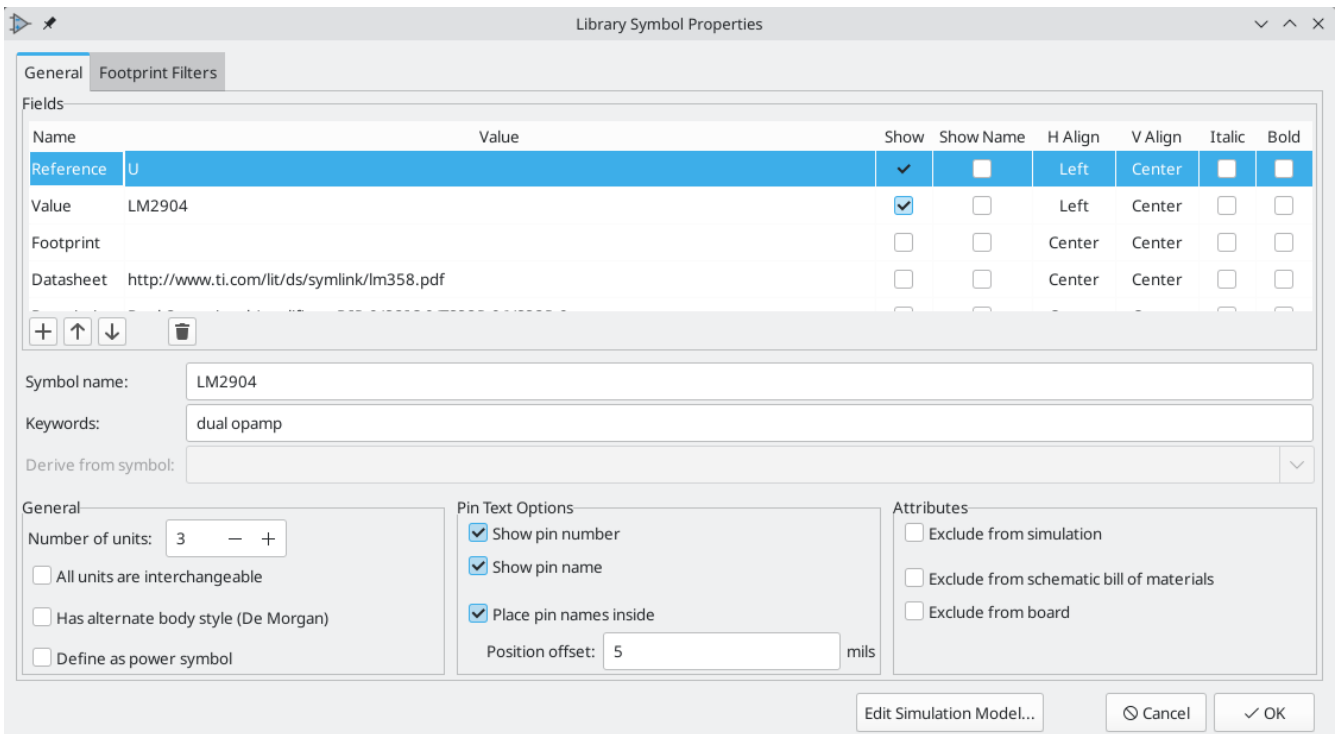 Library Symbol Properties
General Footprint Filters
Fields
Name Value Show Show Name H Align V Align Italic Bold
Reference U Left Center
Value LM2904 Left Center
Footprint Center Center
Datasheet http://www.ti.com/lit/ds/symlink/lm358.pdf Center Center
Symbol name: LM2904
Keywords: dual opamp
Derive from symbol:
General
Number of units: 3
All units are interchangeable
Has alternate body style (De Morgan)
Define as power symbol
Pin Text Options
Show pin number
Show pin name
Place pin names inside
Position offset: 5 mils
Attributes
Exclude from simulation
Exclude from schematic bill of materials
Exclude from board
Edit Simulation Model... Cancel OK